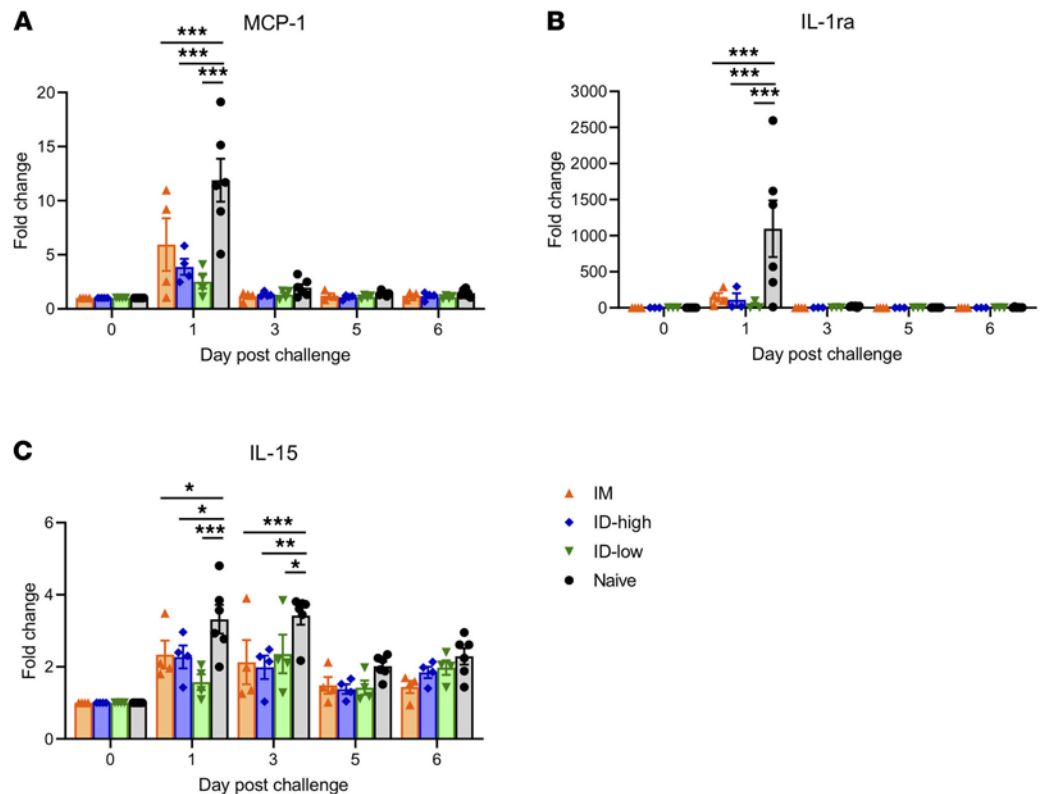 A
MCP-1
***
***
***
20
15
10
5
0
Fold change
0 1 3 5 6
Day post challenge
B
IL-1ra
***
***
***
3000
2500
2000
1500
1000
500
0
Fold change
0 1 3 5 6
Day post challenge
C
IL-15
*
*
***
***
**
*
6
4
2
0
Fold change
0 1 3 5 6
Day post challenge
IM
ID-high
ID-low
Naive